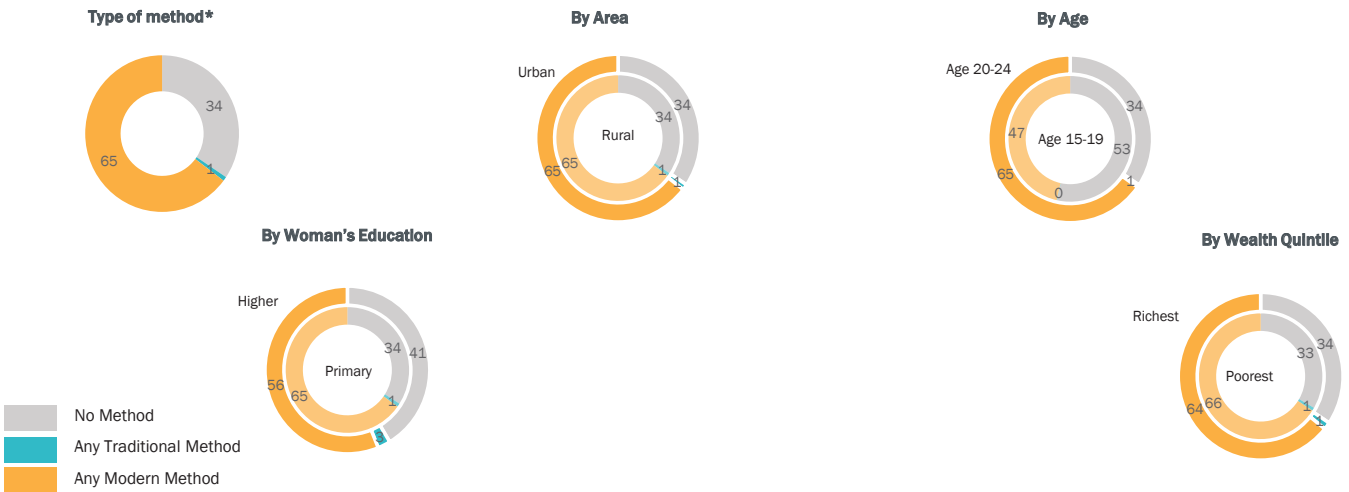 Type of method*
34
1
65
By Area
Urban
Rural
34
34
1
1
65
65
By Age
Age 20-24
Age 15-19
34
53
47
65
0
1
By Woman's Education
Higher
Primary
34
41
56
65
1
3
By Wealth Quintile
Richest
Poorest
33
34
64
66
1
1
No Method
Any Traditional Method
Any Modern Method